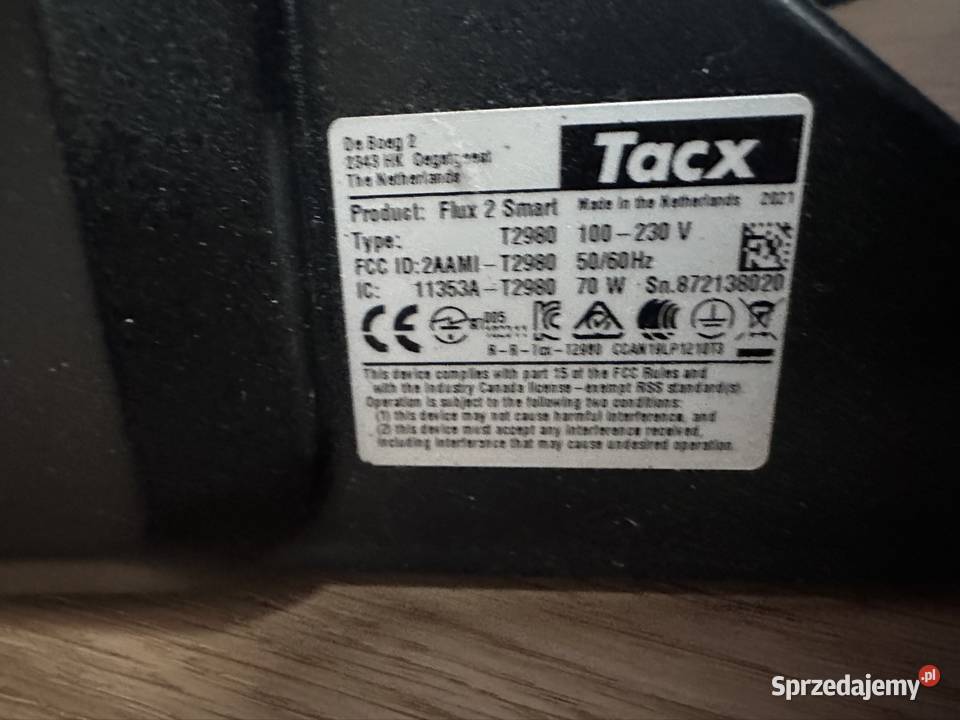 De Boeg 2
2343 HK Oegstgeest
The Netherlands
Tacx
Product: Flux 2 Smart Made in the Netherlands 2021
Type: T2980 100-230 V
FCC ID:2AAMI-T2980 50/60Hz
IC: 11353A-T2980 70 W Sn.872138020
CE
R-R-Tcx-T2980 CCAN19LP1210T3
This device complies with part 15 of the FCC Rules and
with the Industry Canada license-exempt RSS standard(s).
Operation is subject to the following two conditions:
(1) this device may not cause harmful interference, and
(2) this device must accept any interference received,
including interference that may cause undesired operation.
Sprzedajemy.pl